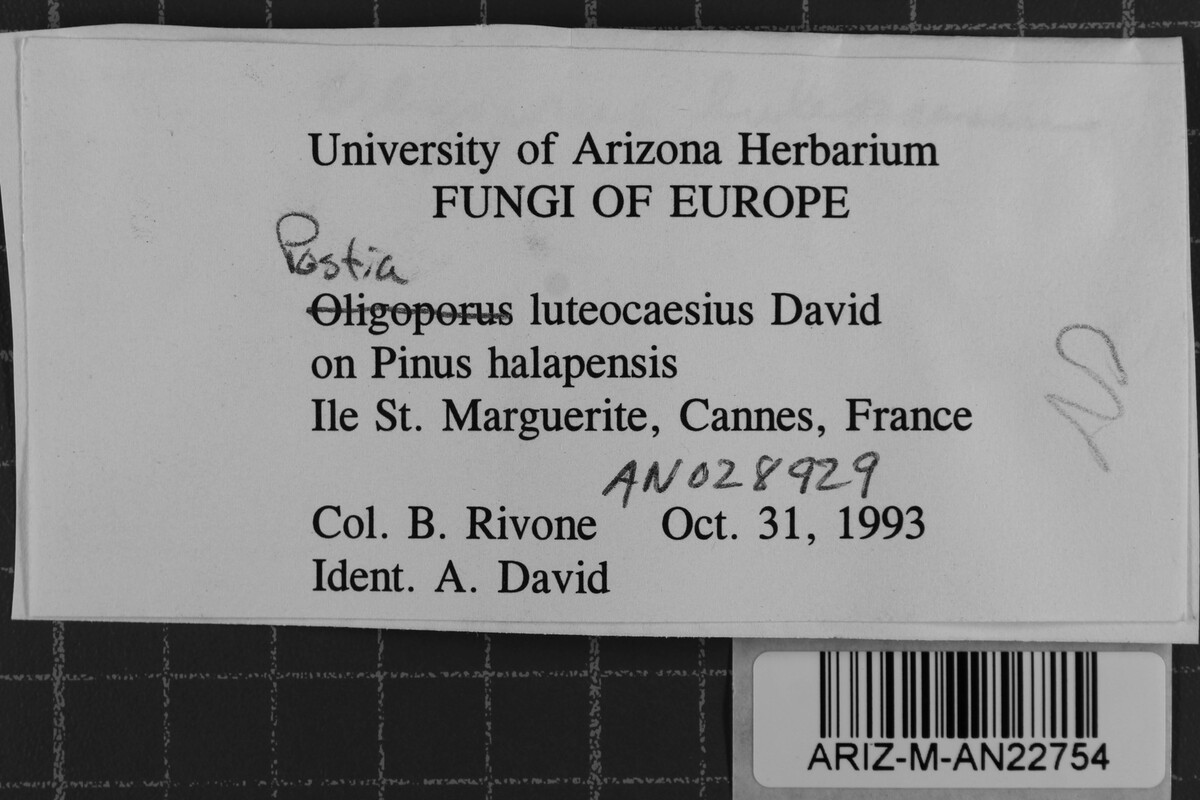 University of Arizona Herbarium
FUNGI OF EUROPE
Postia
Oligoporus luteocaesius David
on Pinus halapensis
Ile St. Marguerite, Cannes, France
AN028929
Col. B. Rivone Oct. 31, 1993
Ident. A. David
ND
ARIZ-M-AN22754